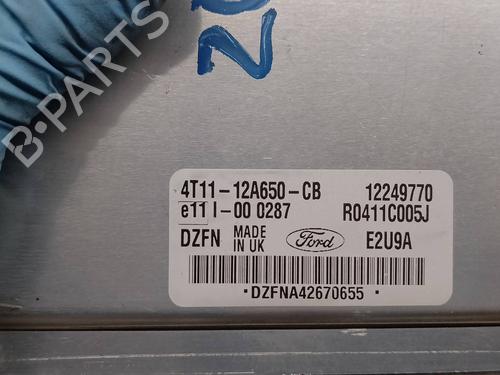 B-PARTS
4T11-12A650-CB 12249770
e11 I-00 0287 R0411C005J
DZFN MADE IN UK Ford E2U9A
·DZFNA42670655·